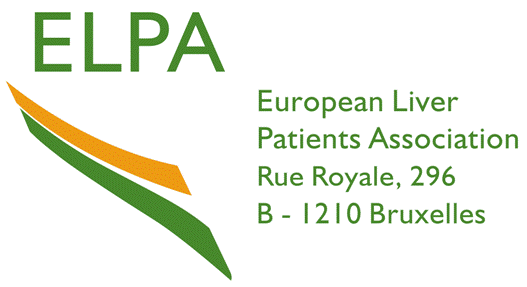 ELPA
European Liver
Patients Association
Rue Royale, 296
B - 1210 Bruxelles